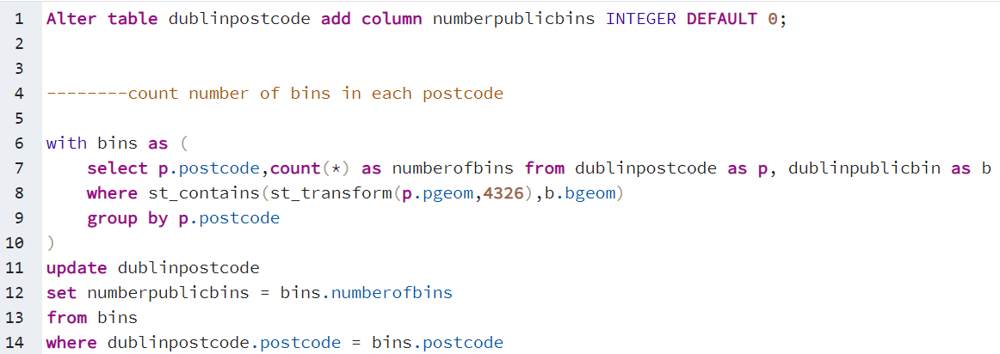 1 Alter table dublinpostcode add column numberpublicbins INTEGER DEFAULT 0;
2
3
4 --------count number of bins in each postcode
5
6 with bins as (
7 select p.postcode,count(*) as numberofbins from dublinpostcode as p, dublinpublicbin as b
8 where st_contains(st_transform(p.pgeom,4326),b.bgeom)
9 group by p.postcode
10 )
11 update dublinpostcode
12 set numberpublicbins = bins.numberofbins
13 from bins
14 where dublinpostcode.postcode = bins.postcode